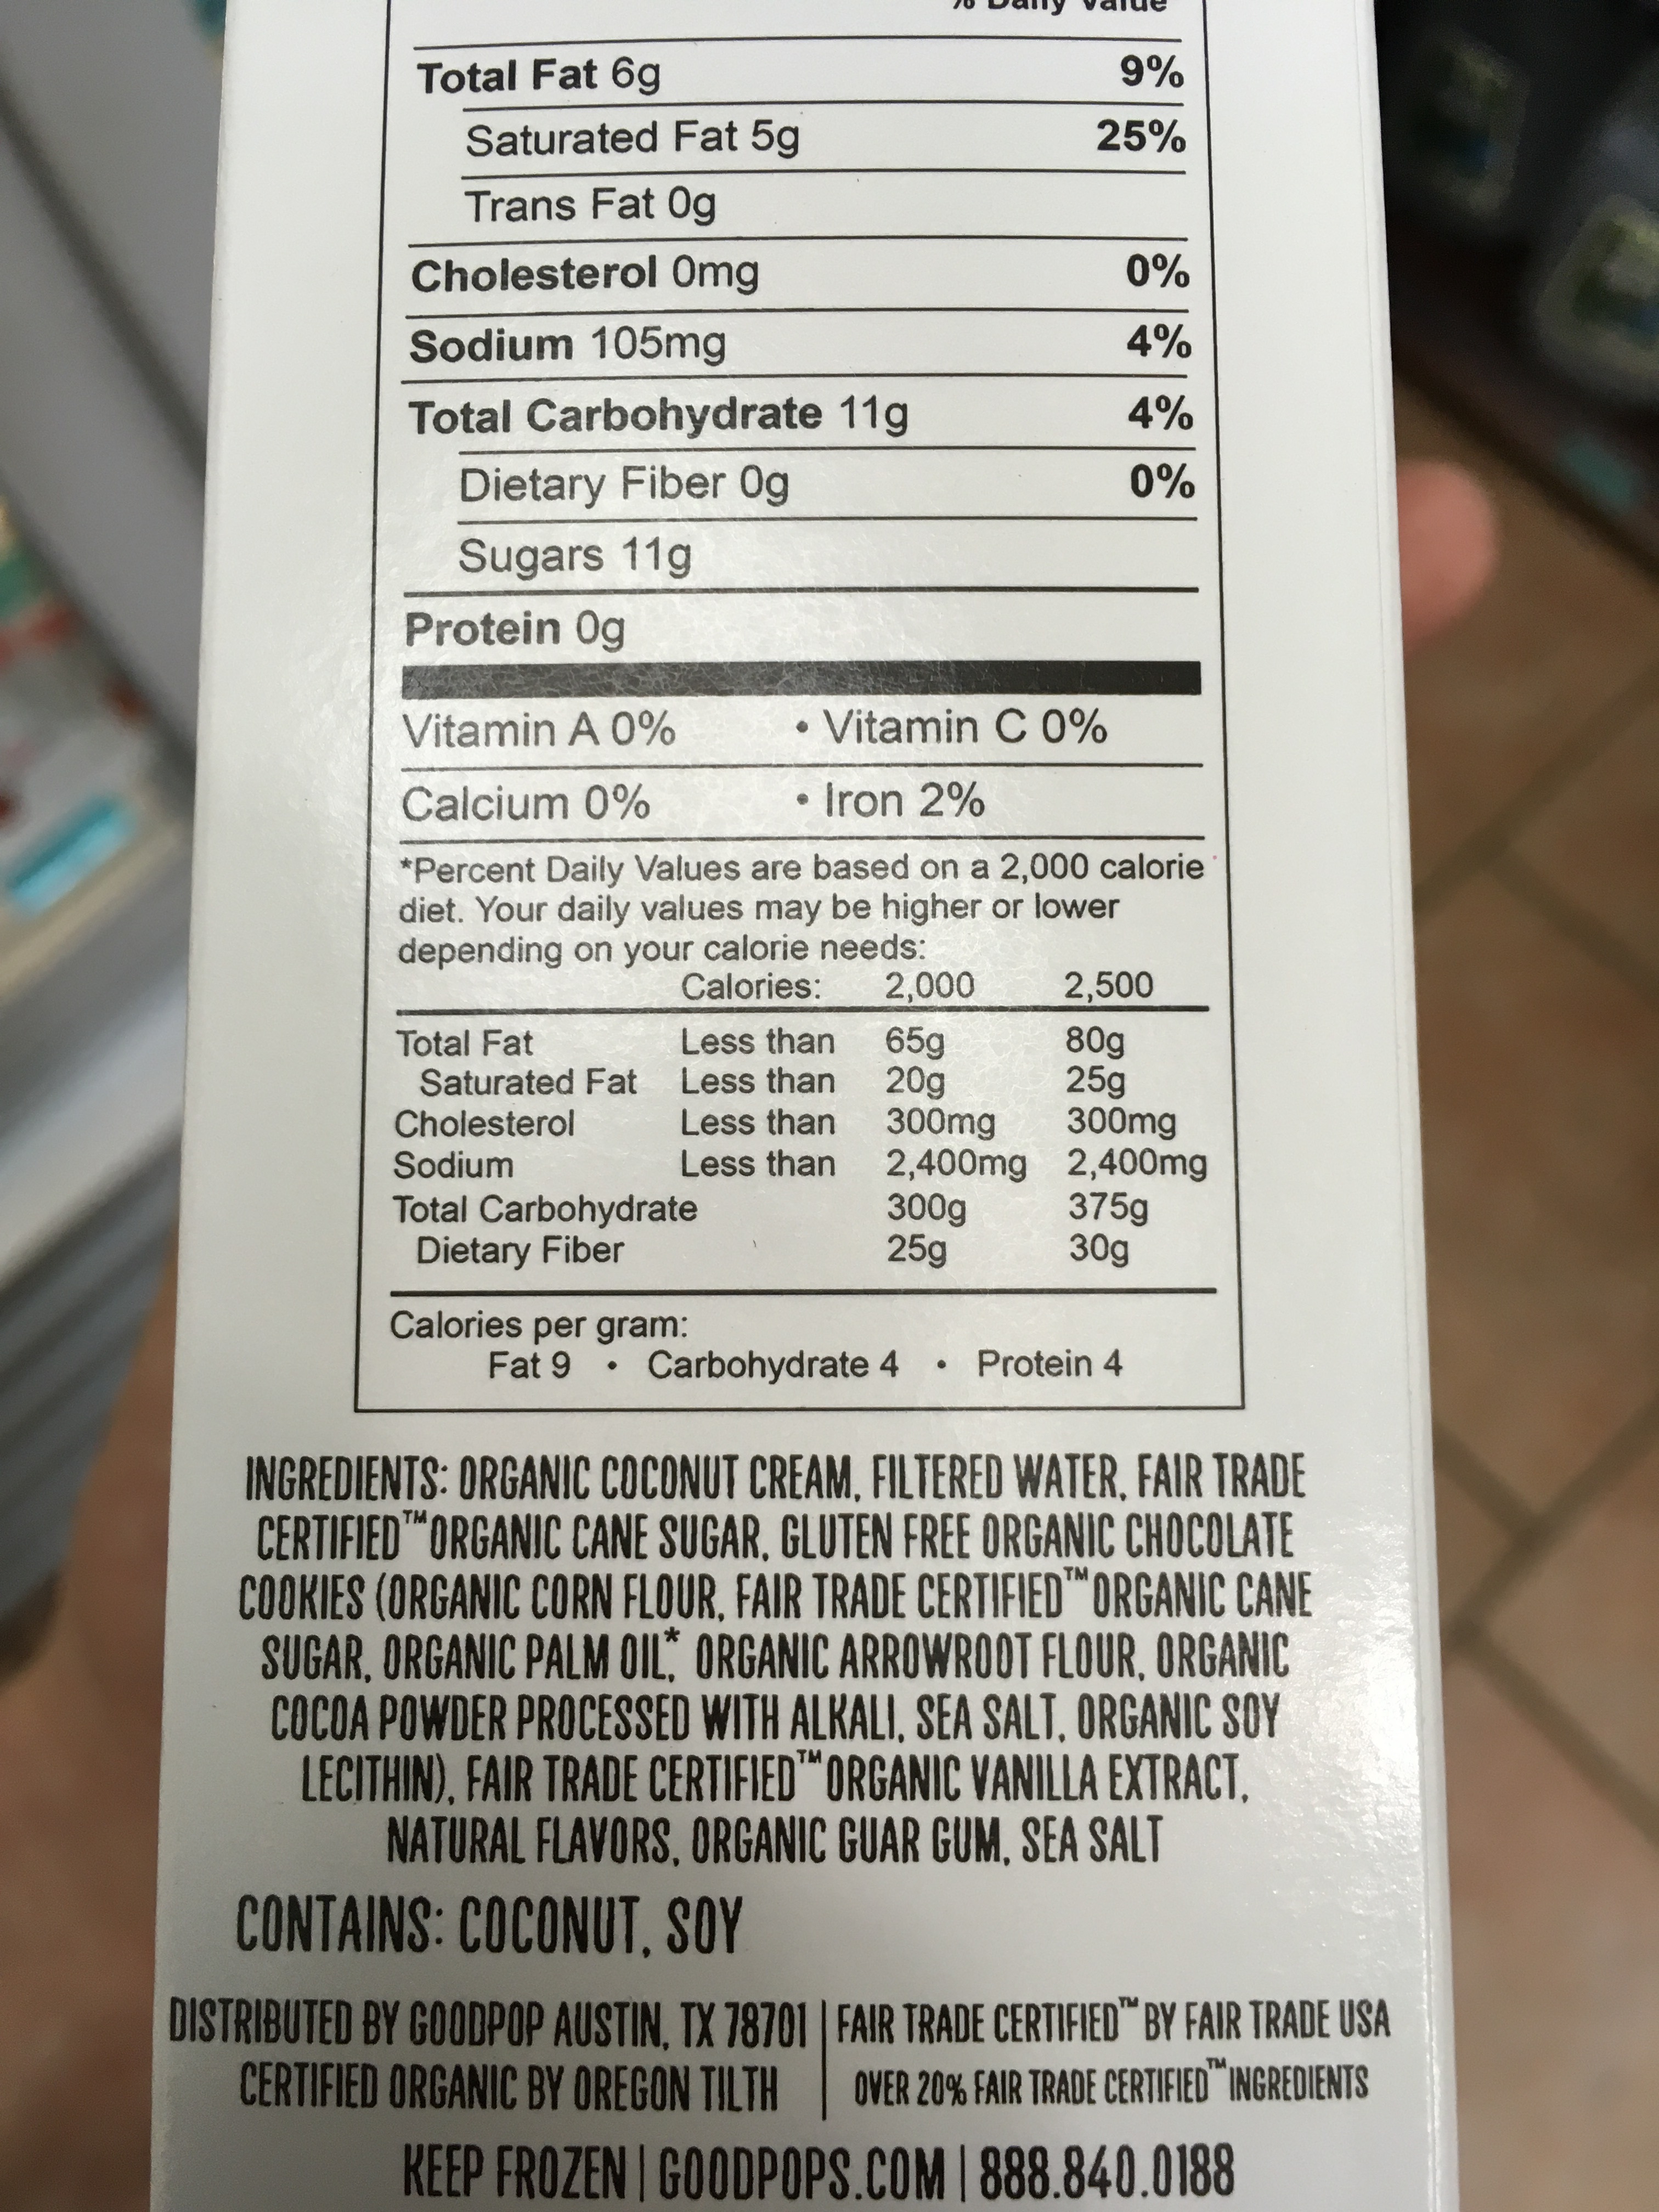 % Daily Value
Total Fat 6g 9%
Saturated Fat 5g 25%
Trans Fat 0g
Cholesterol 0mg 0%
Sodium 105mg 4%
Total Carbohydrate 11g 4%
Dietary Fiber 0g 0%
Sugars 11g
Protein 0g
Vitamin A 0% • Vitamin C 0%
Calcium 0% • Iron 2%
*Percent Daily Values are based on a 2,000 calorie
diet. Your daily values may be higher or lower
depending on your calorie needs:
Calories: 2,000 2,500
Total Fat Less than 65g 80g
Saturated Fat Less than 20g 25g
Cholesterol Less than 300mg 300mg
Sodium Less than 2,400mg 2,400mg
Total Carbohydrate 300g 375g
Dietary Fiber 25g 30g
Calories per gram:
Fat 9 • Carbohydrate 4 • Protein 4
INGREDIENTS: ORGANIC COCONUT CREAM, FILTERED WATER, FAIR TRADE
CERTIFIED™ ORGANIC CANE SUGAR, GLUTEN FREE ORGANIC CHOCOLATE
COOKIES (ORGANIC CORN FLOUR, FAIR TRADE CERTIFIED™ ORGANIC CANE
SUGAR, ORGANIC PALM OIL,* ORGANIC ARROWROOT FLOUR, ORGANIC
COCOA POWDER PROCESSED WITH ALKALI, SEA SALT, ORGANIC SOY
LECITHIN), FAIR TRADE CERTIFIED™ ORGANIC VANILLA EXTRACT,
NATURAL FLAVORS, ORGANIC GUAR GUM, SEA SALT
CONTAINS: COCONUT, SOY
DISTRIBUTED BY GOODPOP AUSTIN, TX 78701 | FAIR TRADE CERTIFIED™ BY FAIR TRADE USA
CERTIFIED ORGANIC BY OREGON TILTH | OVER 20% FAIR TRADE CERTIFIED™ INGREDIENTS
KEEP FROZEN | GOODPOPS.COM | 888.840.0188